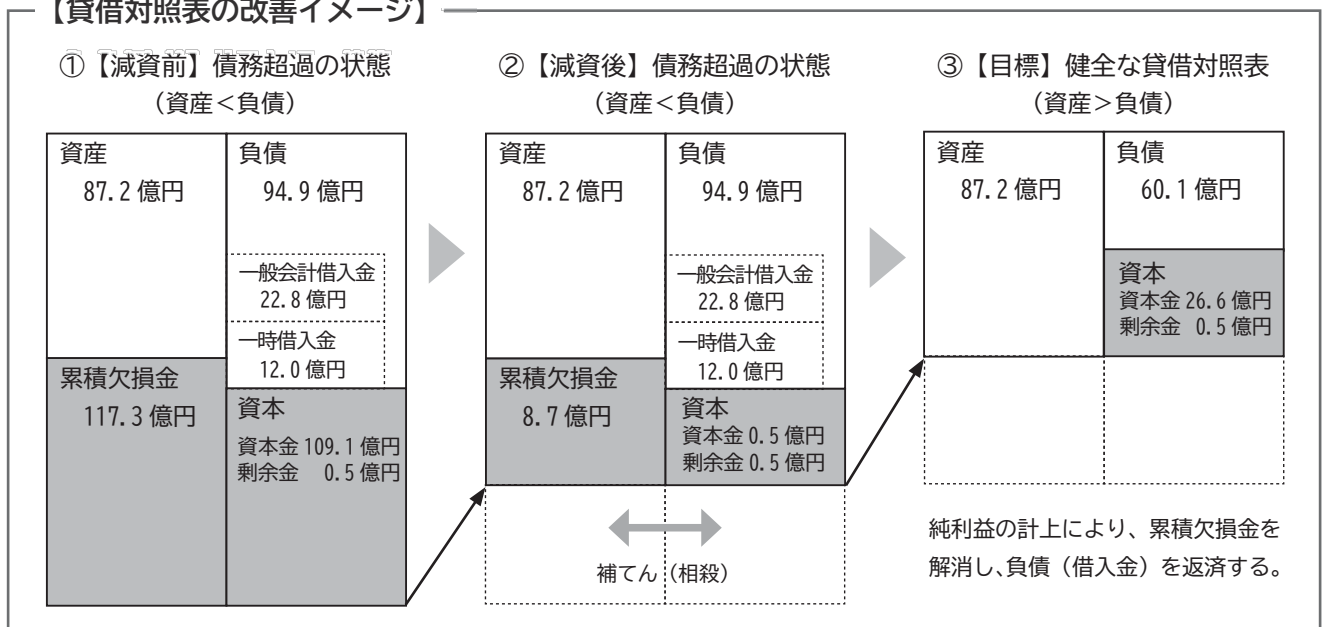 【貸借対照表の改善イメージ】
①【減資前】債務超過の状態
(資産<負債)
資産
87.2億円
負債
94.9億円
一般会計借入金
22.8億円
一時借入金
12.0億円
累積欠損金
117.3億円
資本
資本金109.1億円
剰余金 0.5億円
②【減資後】債務超過の状態
(資産<負債)
資産
87.2億円
負債
94.9億円
一般会計借入金
22.8億円
一時借入金
12.0億円
累積欠損金
8.7億円
資本
資本金0.5億円
剰余金0.5億円
補てん(相殺)
③【目標】健全な貸借対照表
(資産>負債)
資産
87.2億円
負債
60.1億円
資本
資本金26.6億円
剰余金 0.5億円
純利益の計上により、累積欠損金を
解消し、負債(借入金)を返済する。